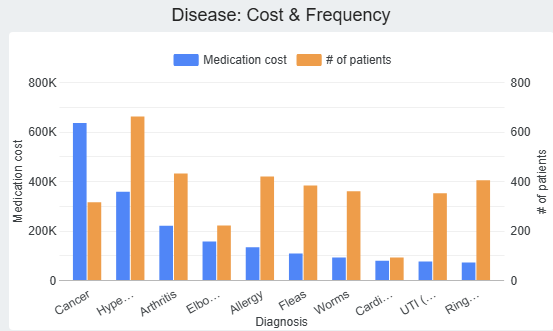 Disease: Cost & Frequency
Medication cost # of patients
800K 800
600K 600
400K 400
200K 200
0 0
Medication cost
# of patients
Cancer Hype... Arthritis Elbo... Allergy Fleas Worms Cardi... UTI (... Ring...
Diagnosis